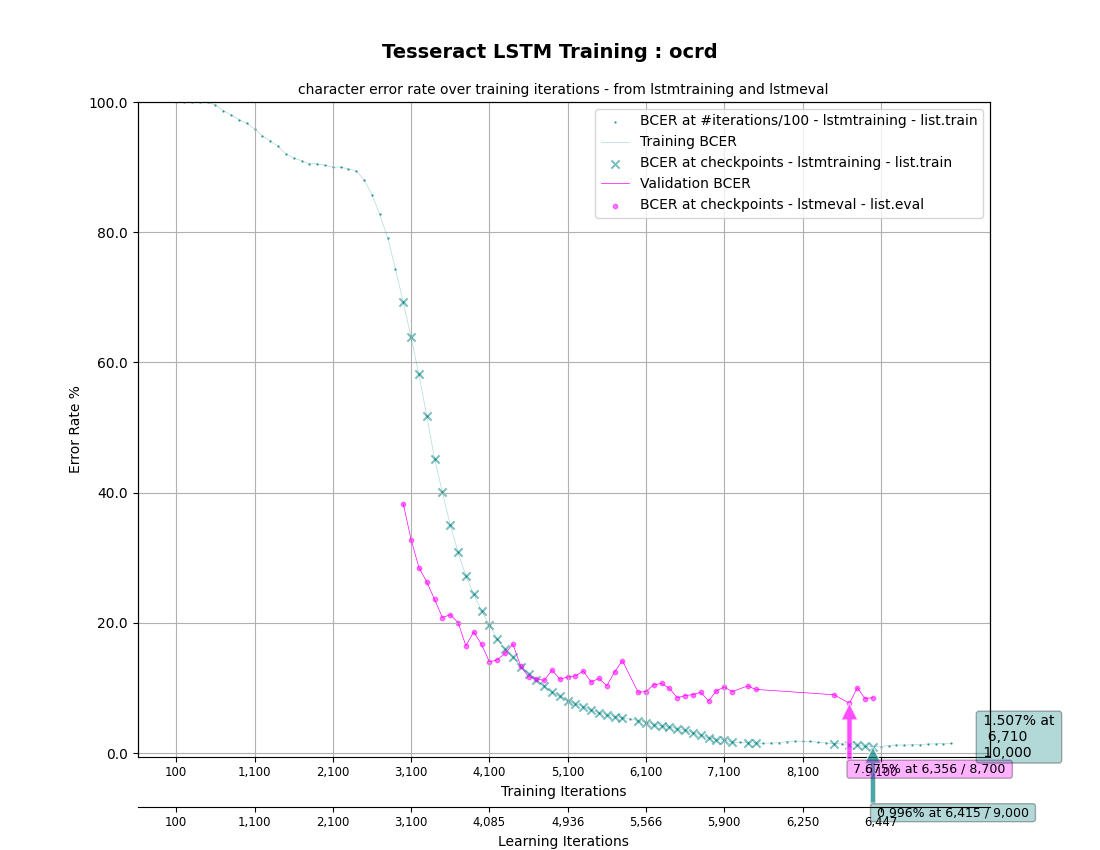 Tesseract LSTM Training : ocrd
character error rate over training iterations - from lstmtraining and lstmeval
BCER at #iterations/100 - lstmtraining - list.train
Training BCER
BCER at checkpoints - lstmtraining - list.train
Validation BCER
BCER at checkpoints - lstmeval - list.eval
Error Rate %
100.0
80.0
60.0
40.0
20.0
0.0
1.507% at
6,710
10,000
7.675% at 6,356 / 8,700
100 1,100 2,100 3,100 4,100 5,100 6,100 7,100 8,100 9,100
Training Iterations
0.996% at 6,415 / 9,000
100 1,100 2,100 3,100 4,085 4,936 5,566 5,900 6,250 6,447
Learning Iterations